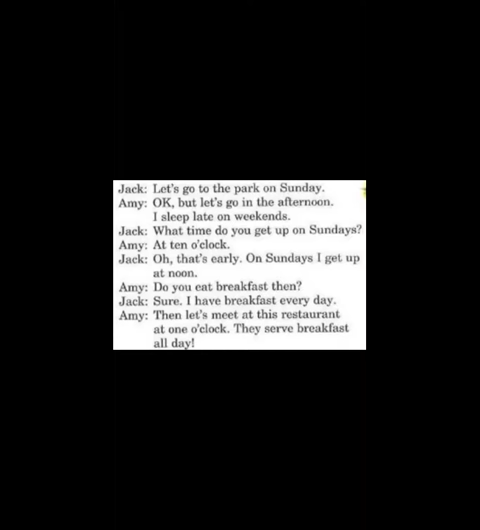 Jack: Let's go to the park on Sunday.
Amy: OK, but let's go in the afternoon.
I sleep late on weekends.
Jack: What time do you get up on Sundays?
Amy: At ten o'clock.
Jack: Oh, that's early. On Sundays I get up
at noon.
Amy: Do you eat breakfast then?
Jack: Sure. I have breakfast every day.
Amy: Then let's meet at this restaurant
at one o'clock. They serve breakfast
all day!